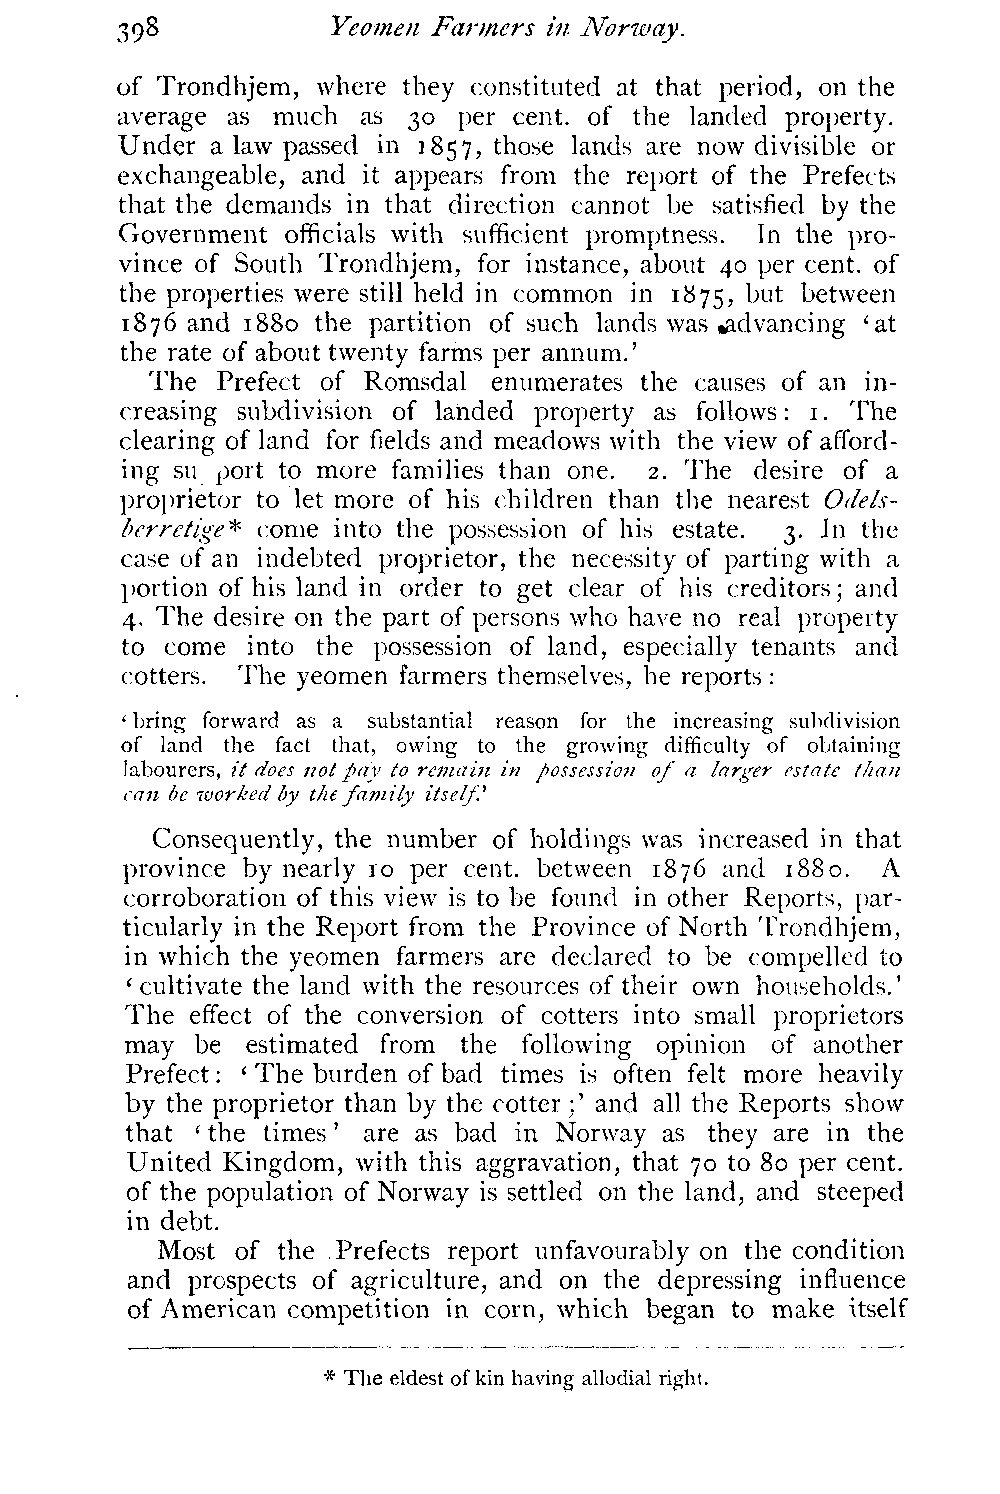 398 Yeomen Farmers in Norway.
of Trondhjem, where they constituted at that period, on the
average as much as 30 per cent. of the landed property.
Under a law passed in 1857, those lands are now divisible or
exchangeable, and it appears from the report of the Prefects
that the demands in that direction cannot be satisfied by the
Government officials with sufficient promptness. In the pro-
vince of South Trondhjem, for instance, about 40 per cent. of
the properties were still held in common in 1875, but between
1876 and 1880 the partition of such lands was advancing ‘at
the rate of about twenty farms per annum.’
The Prefect of Romsdal enumerates the causes of an in-
creasing subdivision of landed property as follows: 1. The
clearing of land for fields and meadows with the view of afford-
ing su port to more families than one. 2. The desire of a
proprietor to let more of his children than the nearest Odels-
berretige* come into the possession of his estate. 3. In the
case of an indebted proprietor, the necessity of parting with a
portion of his land in order to get clear of his creditors; and
4. The desire on the part of persons who have no real property
to come into the possession of land, especially tenants and
cotters. The yeomen farmers themselves, he reports:
‘bring forward as a substantial reason for the increasing subdivision
of land the fact that, owing to the growing difficulty of obtaining
labourers, it does not pay to remain in possession of a larger estate than
can be worked by the family itself.’
Consequently, the number of holdings was increased in that
province by nearly 10 per cent. between 1876 and 1880. A
corroboration of this view is to be found in other Reports, par-
ticularly in the Report from the Province of North Trondhjem,
in which the yeomen farmers are declared to be compelled to
‘cultivate the land with the resources of their own households.’
The effect of the conversion of cotters into small proprietors
may be estimated from the following opinion of another
Prefect: ‘The burden of bad times is often felt more heavily
by the proprietor than by the cotter;’ and all the Reports show
that ‘the times’ are as bad in Norway as they are in the
United Kingdom, with this aggravation, that 70 to 80 per cent.
of the population of Norway is settled on the land, and steeped
in debt.
Most of the Prefects report unfavourably on the condition
and prospects of agriculture, and on the depressing influence
of American competition in corn, which began to make itself
* The eldest of kin having allodial right.